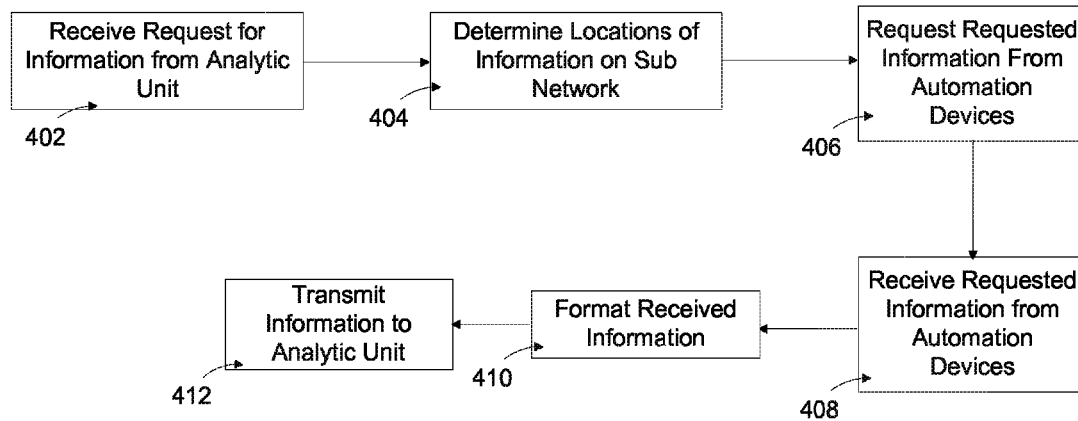 Receive Request for
Information from Analytic
Unit
402
Determine Locations of
Information on Sub
Network
404
Request Requested
Information From
Automation
Devices
406
Receive Requested
Information from
Automation
Devices
408
Format Received
Information
410
Transmit
Information to
Analytic Unit
412